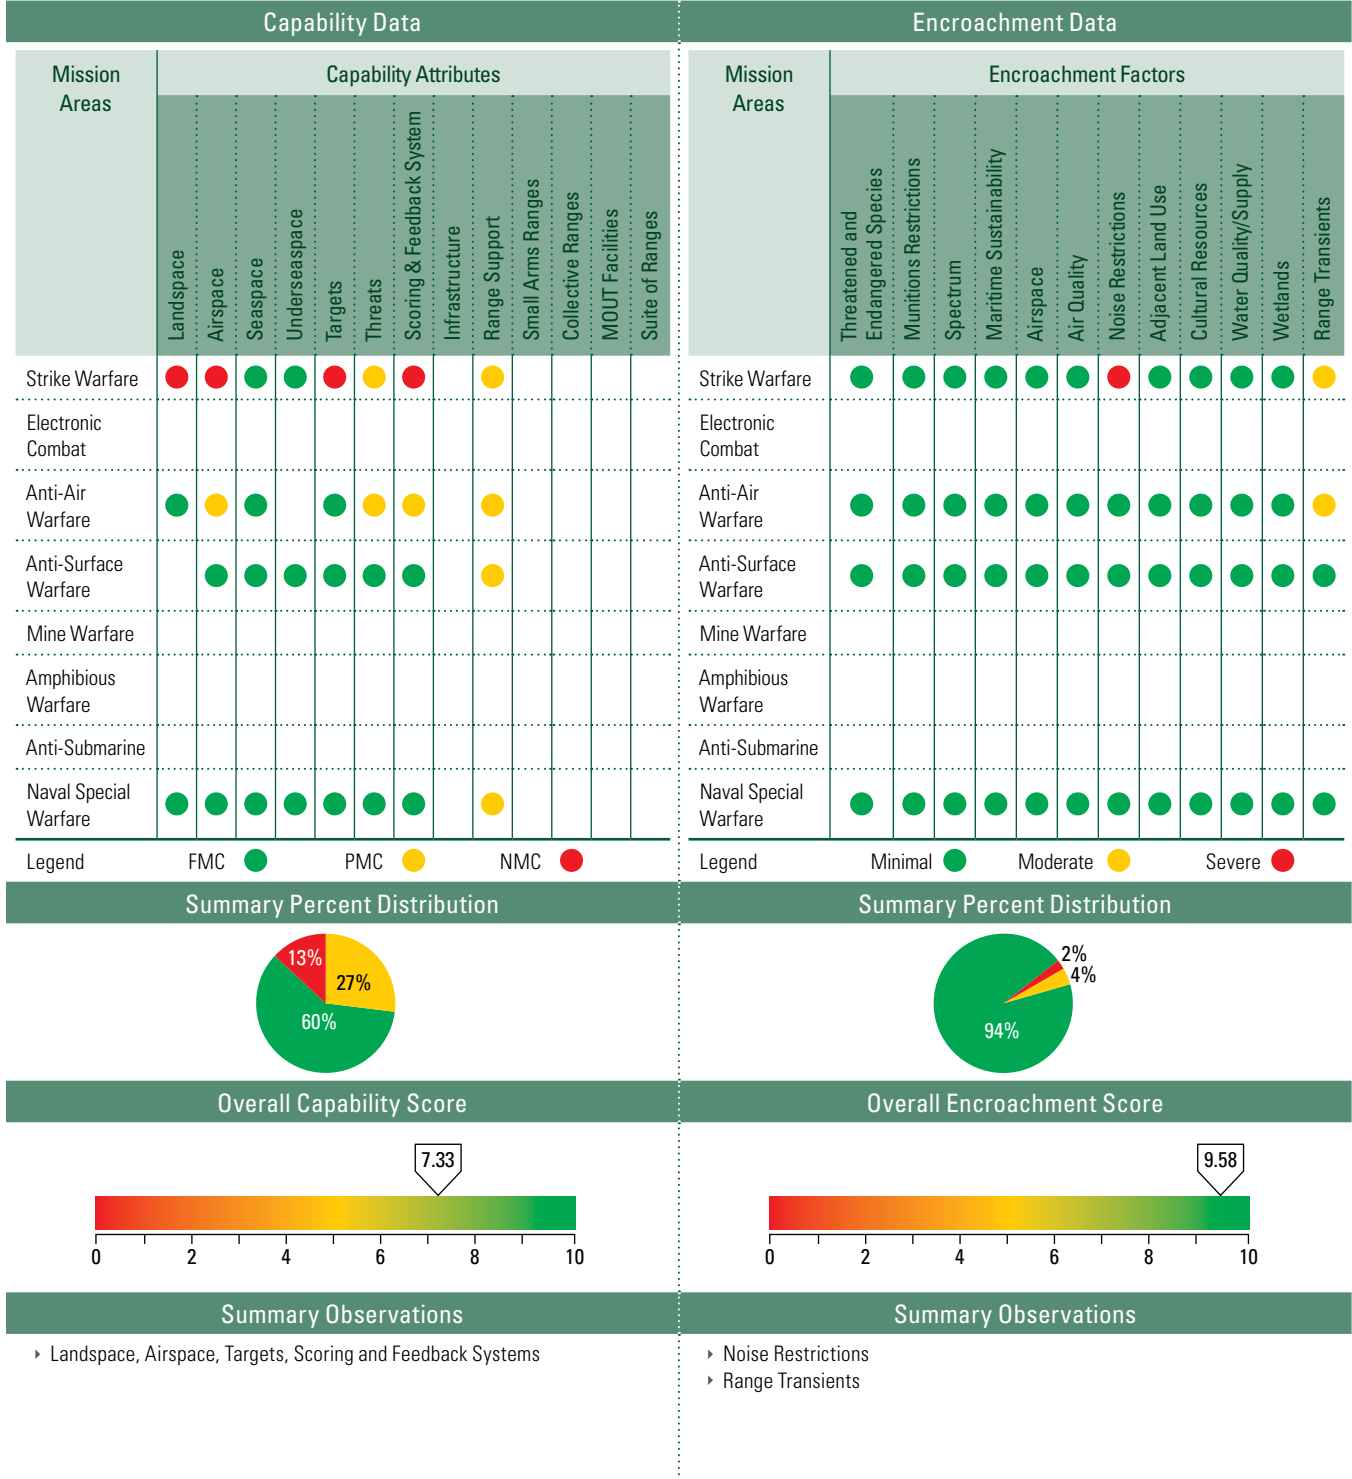 Capability Data
Mission
Areas
Capability Attributes
Landspace
Airspace
Seaspace
Underseaspace
Targets
Threats
Scoring & Feedback System
Infrastructure
Range Support
Small Arms Ranges
Collective Ranges
MOUT Facilities
Suite of Ranges
Strike Warfare
Electronic
Combat
Anti-Air
Warfare
Anti-Surface
Warfare
Mine Warfare
Amphibious
Warfare
Anti-Submarine
Naval Special
Warfare
Legend FMC PMC NMC
Summary Percent Distribution
13%
27%
60%
Overall Capability Score
7.33
0 2 4 6 8 10
Summary Observations
Landspace, Airspace, Targets, Scoring and Feedback Systems
Encroachment Data
Mission
Areas
Encroachment Factors
Threatened and
Endangered Species
Munitions Restrictions
Spectrum
Maritime Sustainability
Airspace
Air Quality
Noise Restrictions
Adjacent Land Use
Cultural Resources
Water Quality/Supply
Wetlands
Range Transients
Strike Warfare
Electronic
Combat
Anti-Air
Warfare
Anti-Surface
Warfare
Mine Warfare
Amphibious
Warfare
Anti-Submarine
Naval Special
Warfare
Legend Minimal Moderate Severe
Summary Percent Distribution
2%
4%
94%
Overall Encroachment Score
9.58
0 2 4 6 8 10
Summary Observations
Noise Restrictions
Range Transients